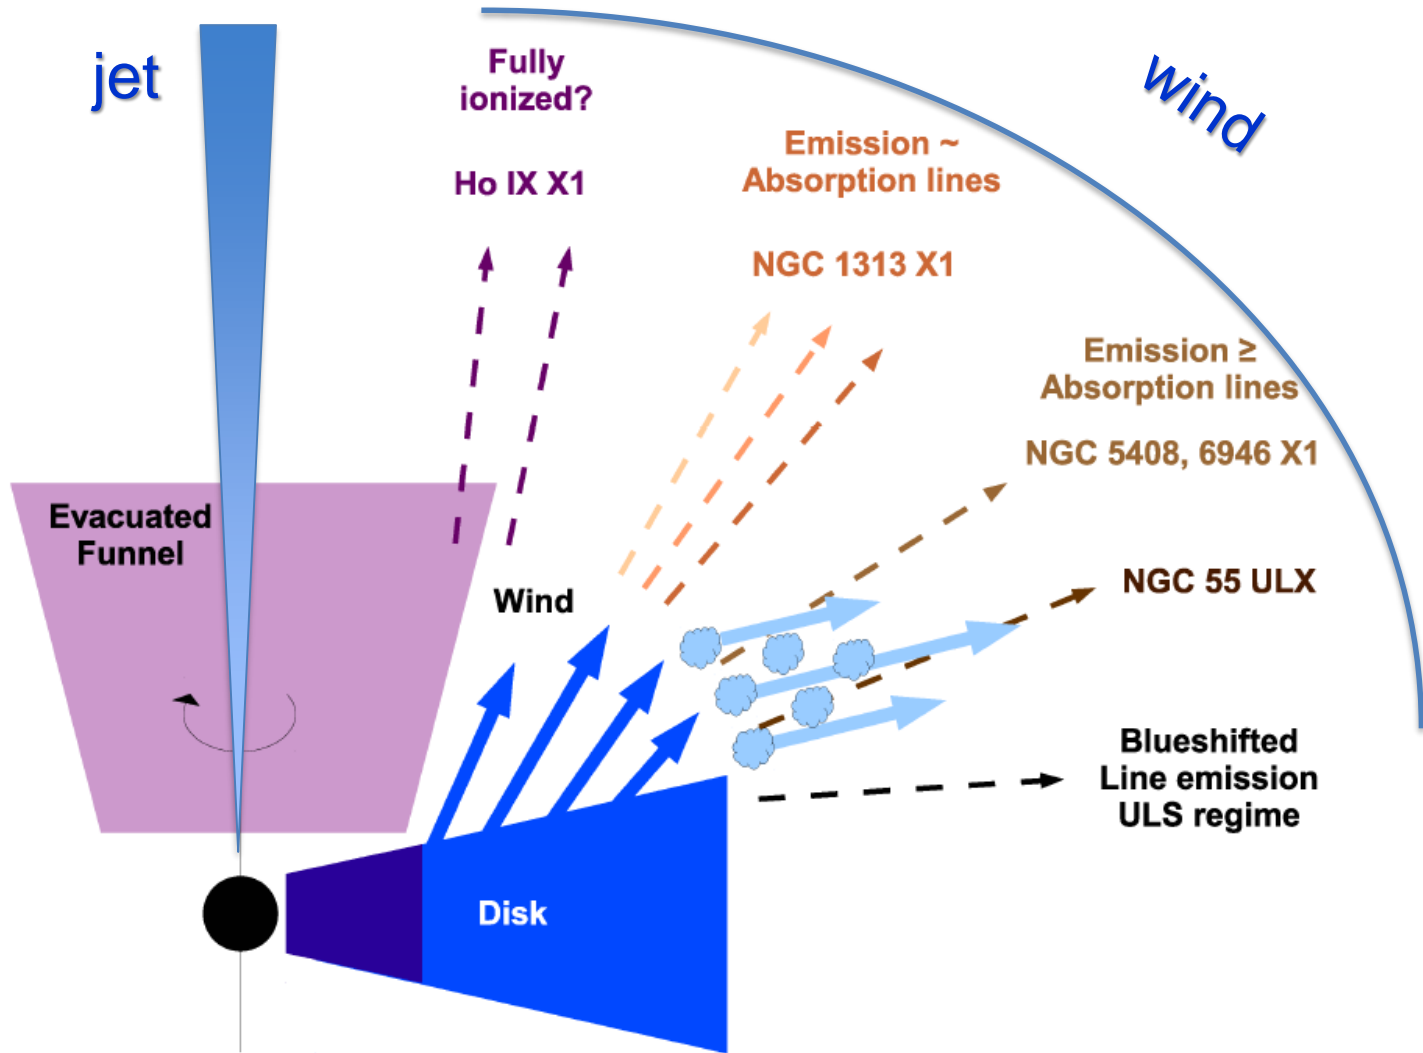 jet
wind
Fully
ionized?
Ho IX X1
Emission ~
Absorption lines
NGC 1313 X1
Emission ≥
Absorption lines
NGC 5408, 6946 X1
Evacuated
Funnel
Wind
NGC 55 ULX
Blueshifted
Line emission
ULS regime
Disk